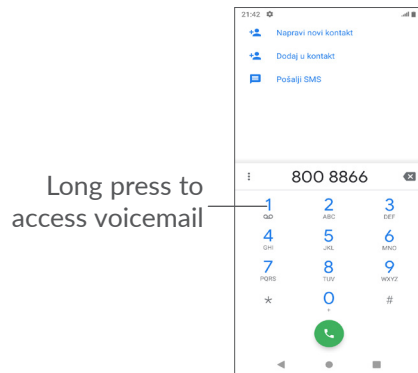 21:42
Napravi novi kontakt
Dodaj u kontakt
Pošalji SMS
800 8866
Long press to
access voicemail
1 2 3
ABC DEF
4 5 6
GHI JKL MNO
7 8 9
PQRS TUV WXYZ
* 0 #
+